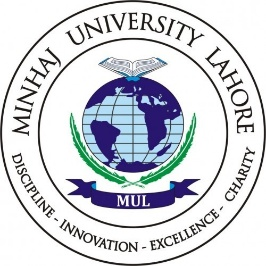 MINHAJ UNIVERSITY LAHORE
MUL
DISCIPLINE - INNOVATION - EXCELLENCE - CHARITY